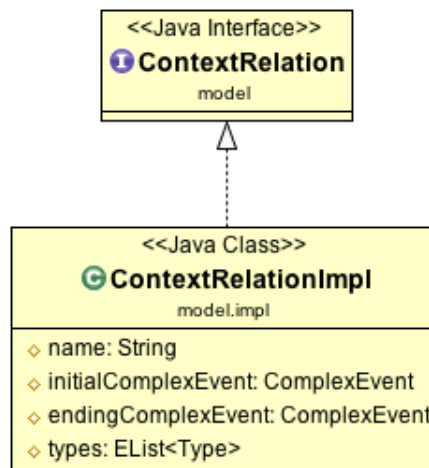 <<Java Interface>>
ContextRelation
model
<<Java Class>>
ContextRelationImpl
model.impl
name: String
initialComplexEvent: ComplexEvent
endingComplexEvent: ComplexEvent
types: EList<Type>